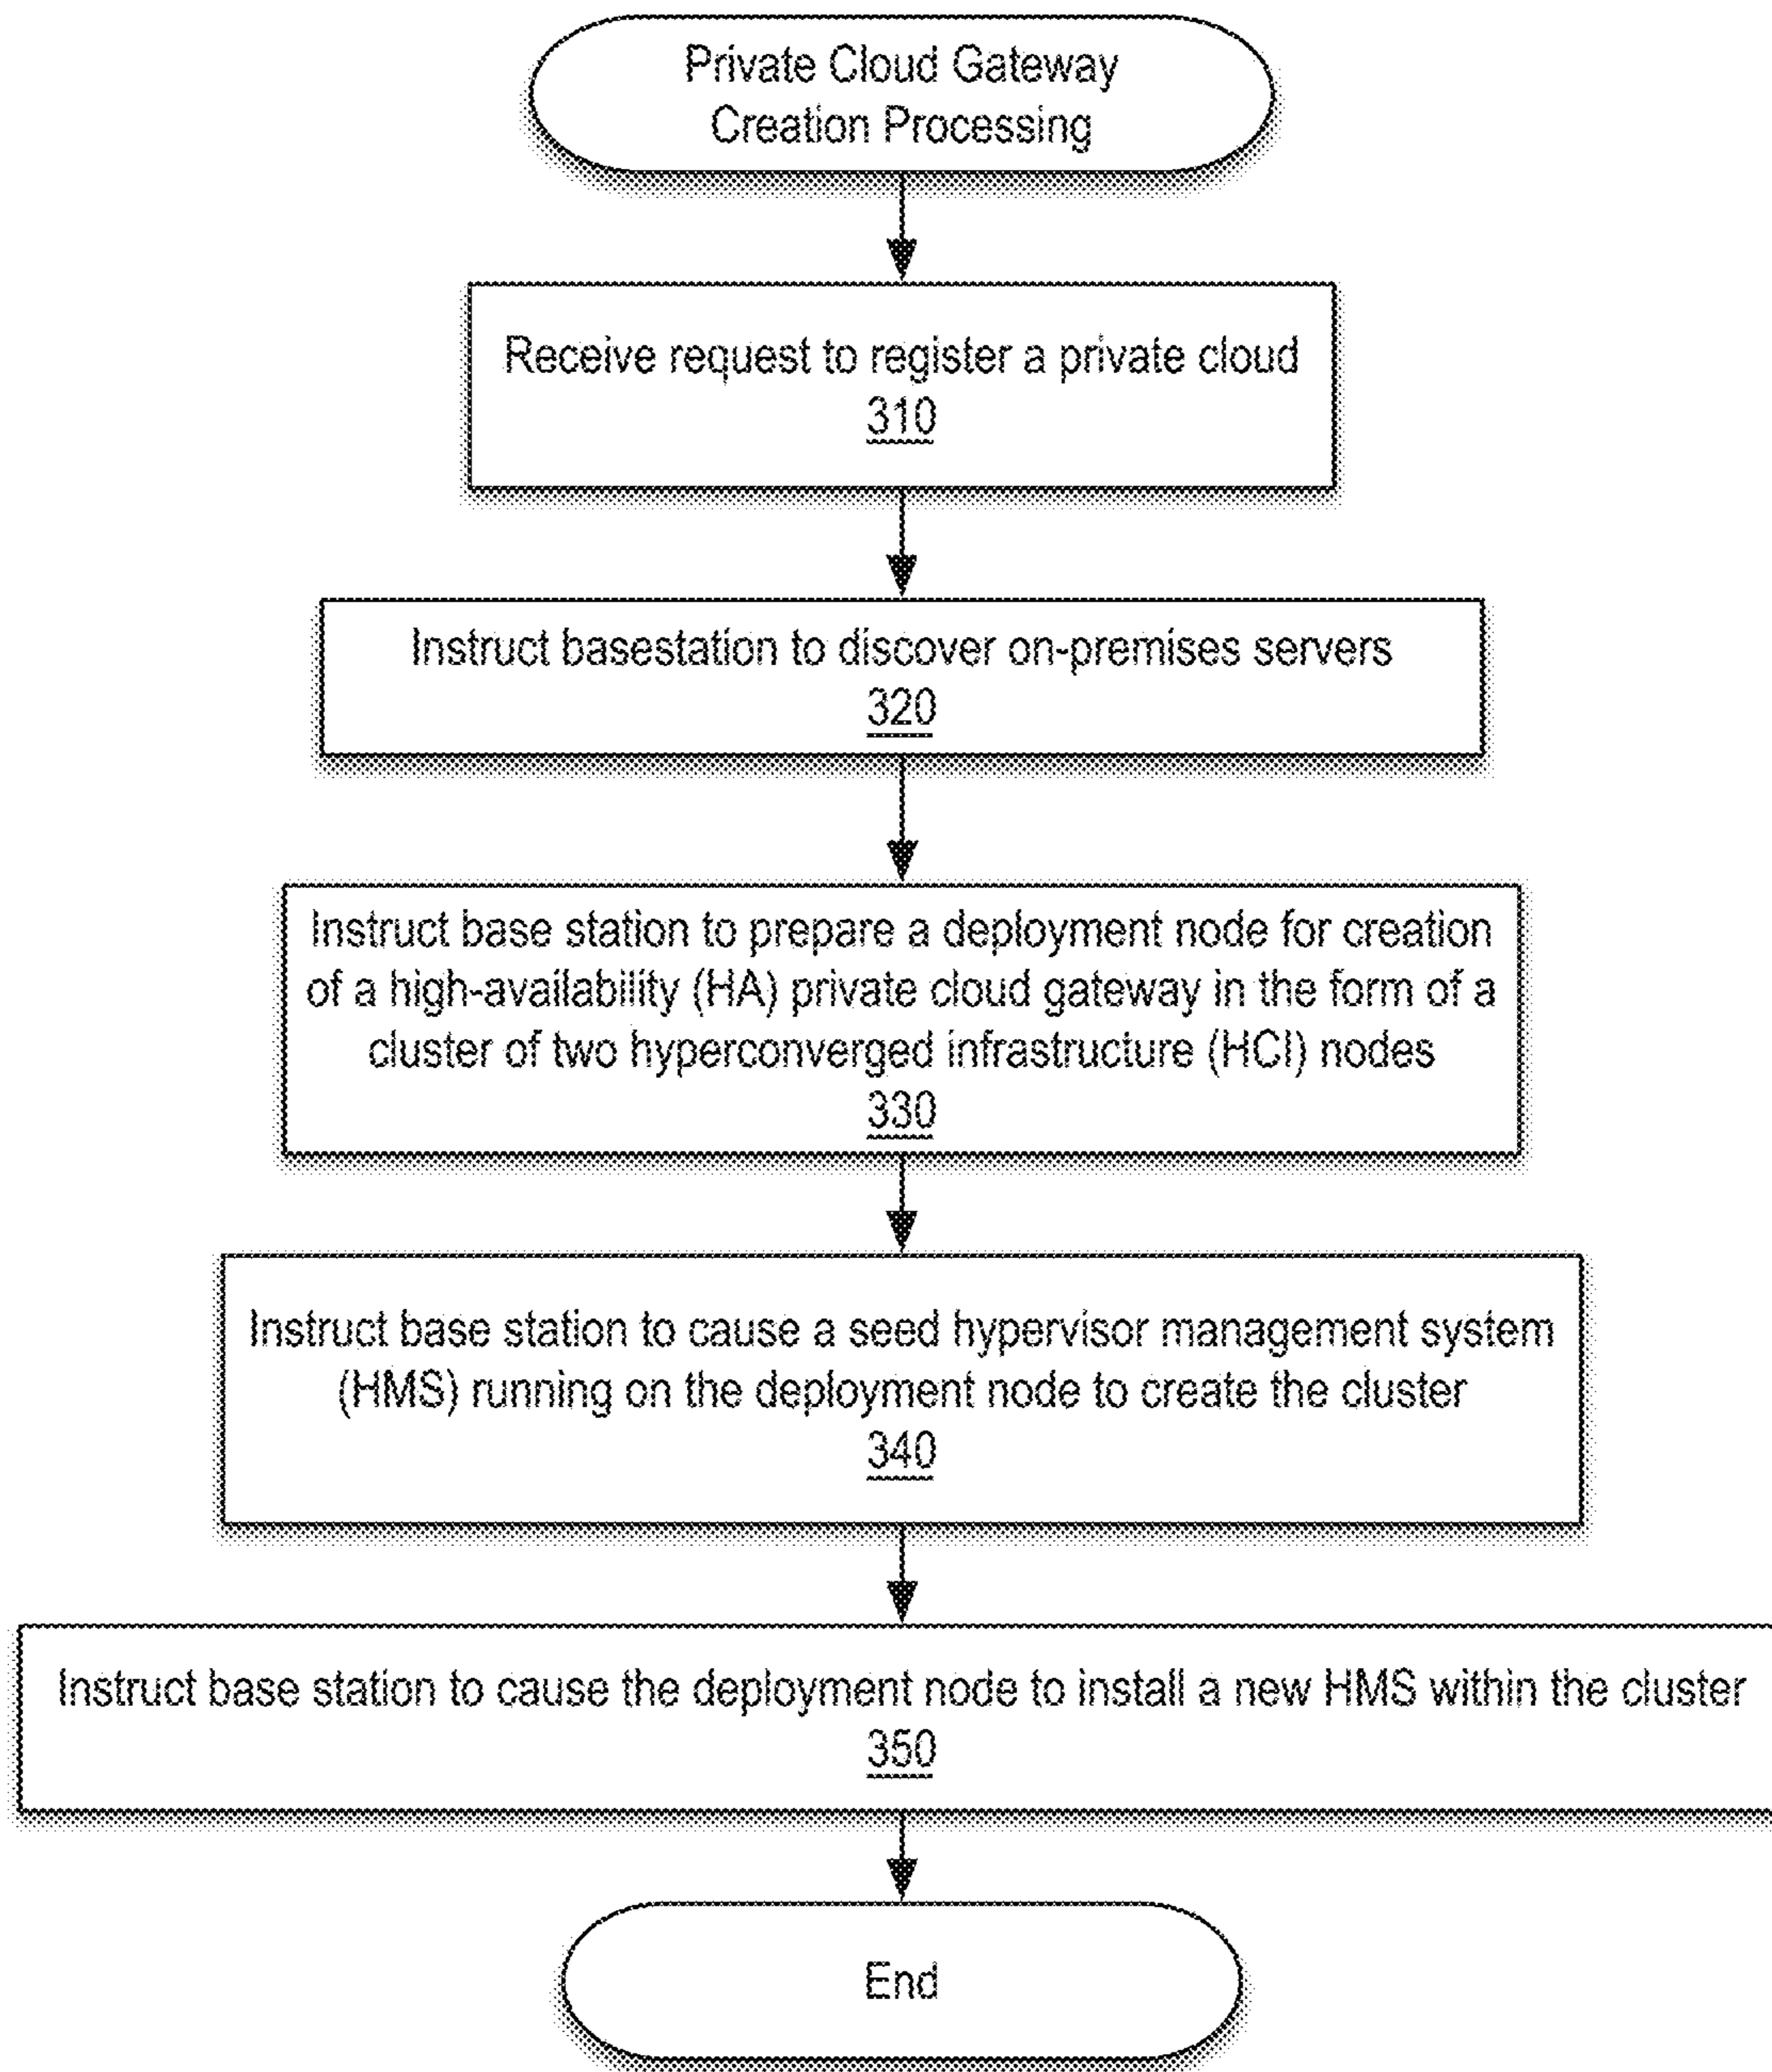 Private Cloud Gateway
Creation Processing
Receive request to register a private cloud
310
Instruct basestation to discover on-premises servers
320
Instruct base station to prepare a deployment node for creation
of a high-availability (HA) private cloud gateway in the form of a
cluster of two hyperconverged infrastructure (HCI) nodes
330
Instruct base station to cause a seed hypervisor management system
(HMS) running on the deployment node to create the cluster
340
Instruct base station to cause the deployment node to install a new HMS within the cluster
350
End